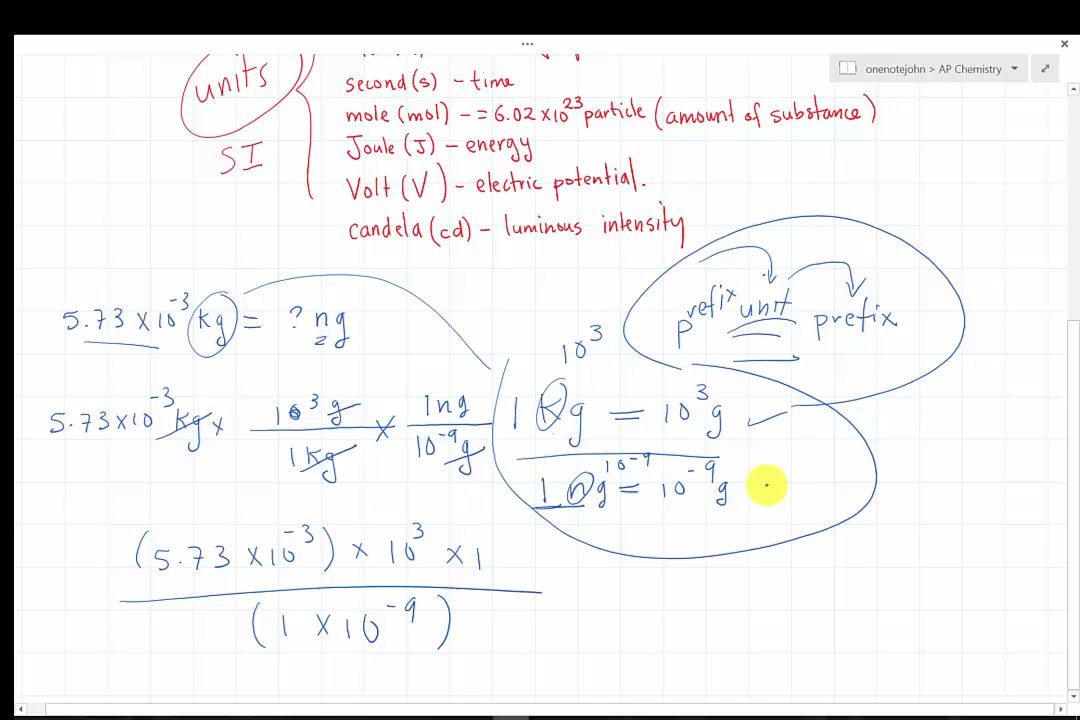 onenotejohn > AP Chemistry
units
SI
second(s) - time
mole (mol) - = 6.02 x 10^23 particle (amount of substance)
Joule (J) - energy
Volt (V) - electric potential.
candela (cd) - luminous intensity
5.73 x 10^-3 kg = ? ng
prefix unit prefix
10^3
5.73 x 10^-3 kg x 10^3 g / 1 kg x 1 ng / 10^-9 g
1 kg = 10^3 g
10^-9
1 ng = 10^-9 g
(5.73 x 10^-3) x 10^3 x 1
(1 x 10^-9)